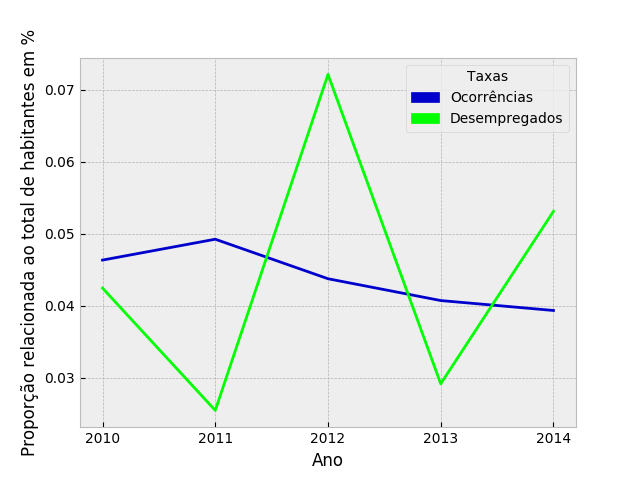 Proporção relacionada ao total de habitantes em %
0.07
0.06
0.05
0.04
0.03
Taxas
Ocorrências
Desempregados
2010 2011 2012 2013 2014
Ano